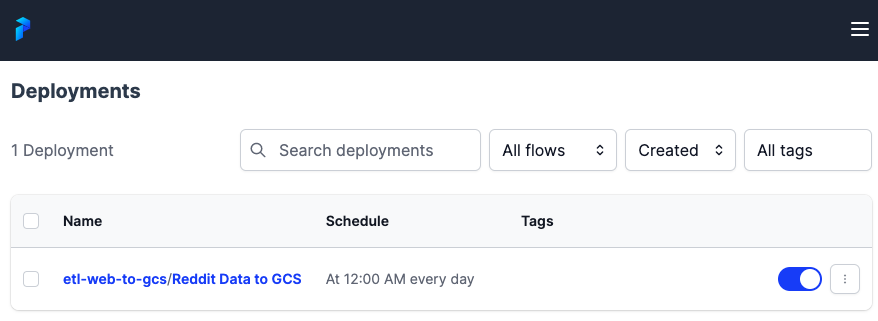 Deployments
1 Deployment
Search deployments
All flows
Created
All tags
Name Schedule Tags
etl-web-to-gcs/Reddit Data to GCS At 12:00 AM every day